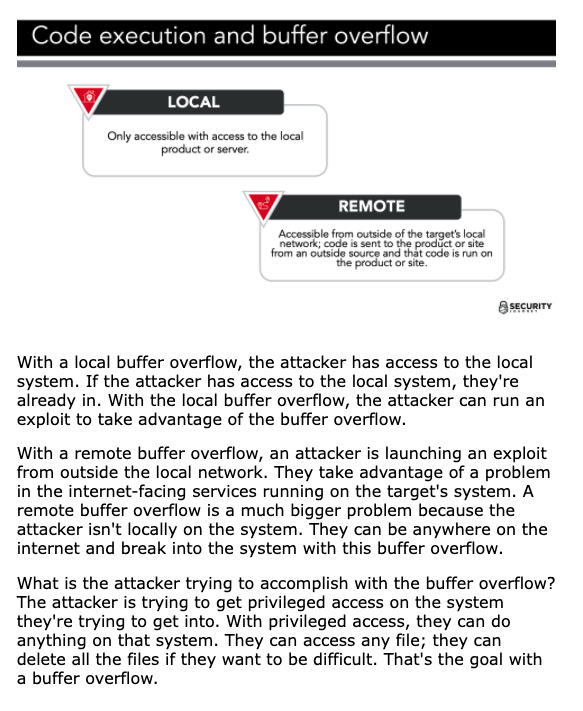 Code execution and buffer overflow
LOCAL
Only accessible with access to the local
product or server.
REMOTE
Accessible from outside of the target's local
network; code is sent to the product or site
from an outside source and that code is run on
the product or site.
SECURITY
JOURNEY
With a local buffer overflow, the attacker has access to the local
system. If the attacker has access to the local system, they're
already in. With the local buffer overflow, the attacker can run an
exploit to take advantage of the buffer overflow.
With a remote buffer overflow, an attacker is launching an exploit
from outside the local network. They take advantage of a problem
in the internet-facing services running on the target's system. A
remote buffer overflow is a much bigger problem because the
attacker isn't locally on the system. They can be anywhere on the
internet and break into the system with this buffer overflow.
What is the attacker trying to accomplish with the buffer overflow?
The attacker is trying to get privileged access on the system
they're trying to get into. With privileged access, they can do
anything on that system. They can access any file; they can
delete all the files if they want to be difficult. That's the goal with
a buffer overflow.